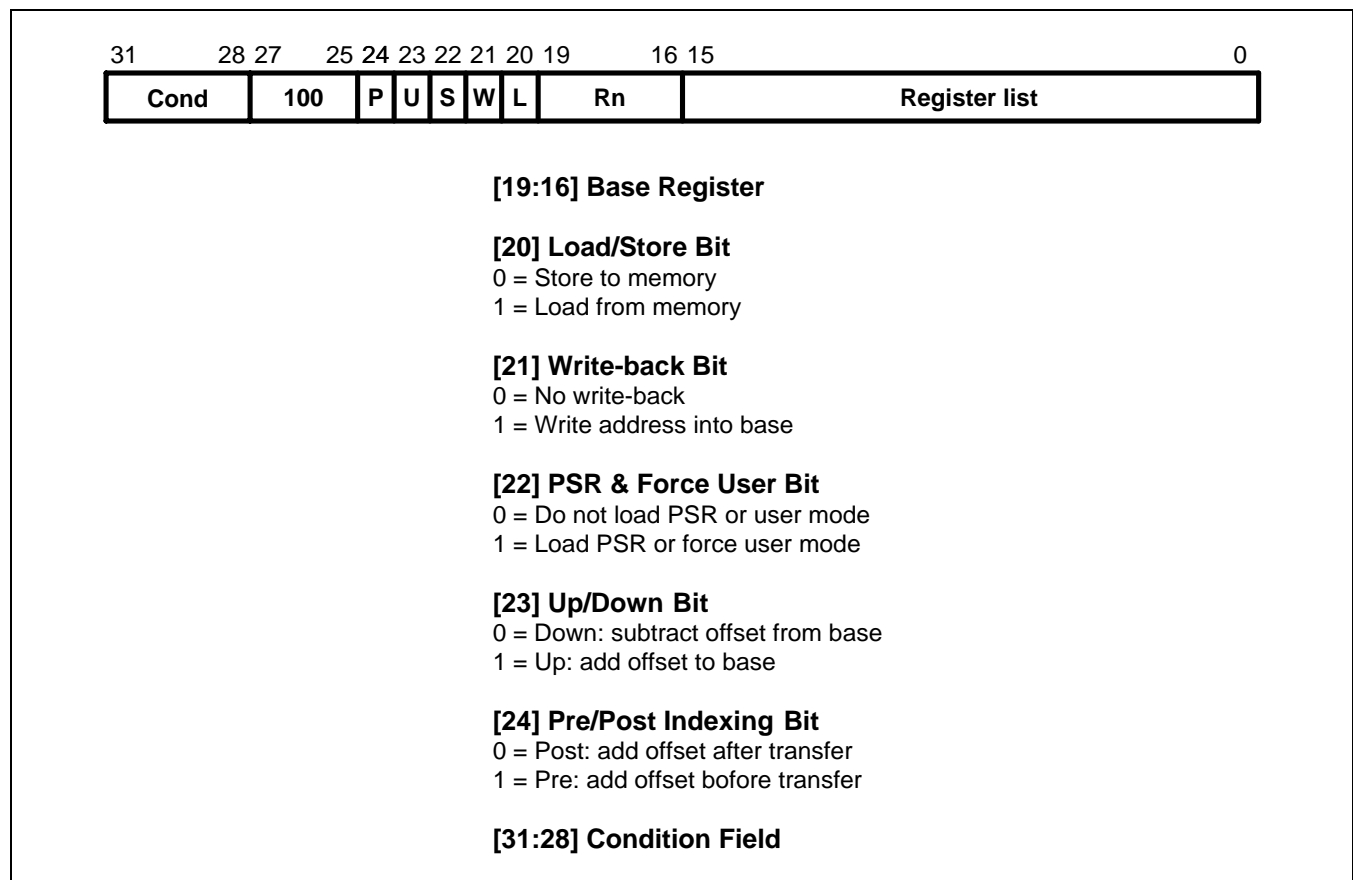 31 28 27 25 24 23 22 21 20 19 16 15 0
Cond 100 P U S W L Rn Register list
[19:16] Base Register
[20] Load/Store Bit
0 = Store to memory
1 = Load from memory
[21] Write-back Bit
0 = No write-back
1 = Write address into base
[22] PSR & Force User Bit
0 = Do not load PSR or user mode
1 = Load PSR or force user mode
[23] Up/Down Bit
0 = Down: subtract offset from base
1 = Up: add offset to base
[24] Pre/Post Indexing Bit
0 = Post: add offset after transfer
1 = Pre: add offset bofore transfer
[31:28] Condition Field